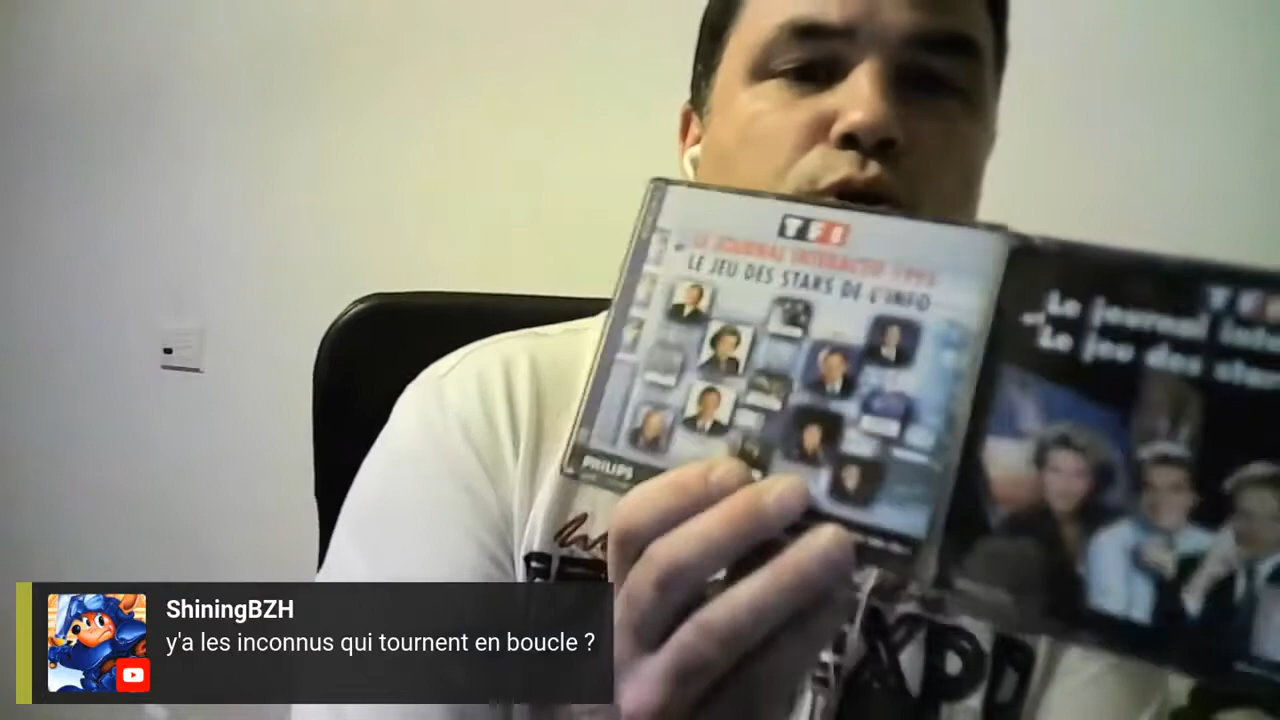 TF1
LE JOURNAL INTERACTIF
LE JEU DES STARS DE L'INFO
PHILIPS
TF1
Le journal
Le jeu des
XPO
ShiningBZH
y'a les inconnus qui tournent en boucle ?